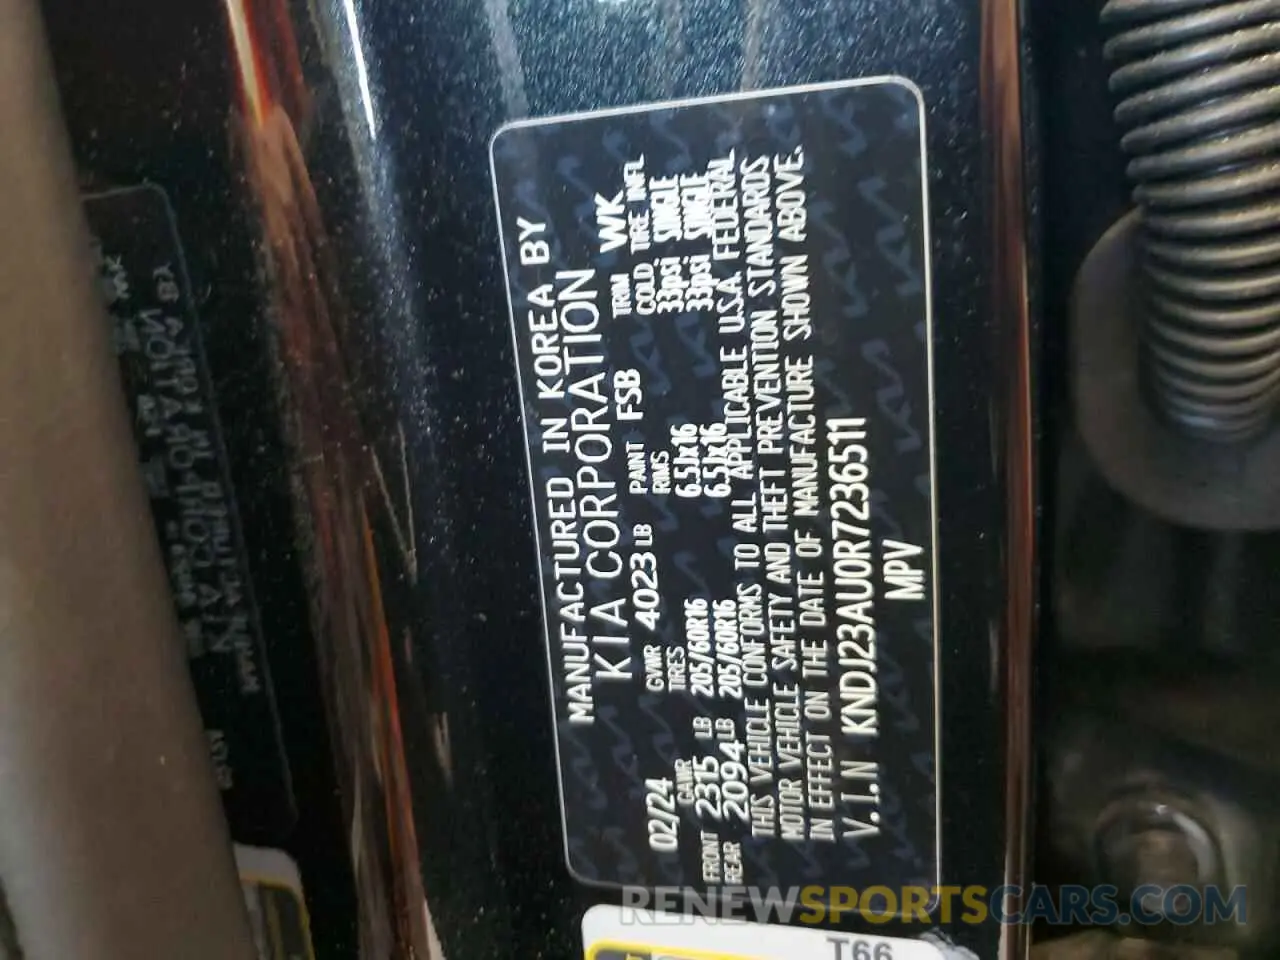 MANUFACTURED IN KOREA BY
KIA CORPORATION
02/24 GVWR 4023 LB PAINT FSB TRIM WK
GAWR TIRES RIMS COLD TIRE INFL
FRONT 2315 LB 205/60R16 6.5Jx16 33psi SINGLE
REAR 2094 LB 205/60R16 6.5Jx16 33psi SINGLE
THIS VEHICLE CONFORMS TO ALL APPLICABLE U.S.A. FEDERAL
MOTOR VEHICLE SAFETY AND THEFT PREVENTION STANDARDS
IN EFFECT ON THE DATE OF MANUFACTURE SHOWN ABOVE.
V.I.N KNDJ23AU0R7236511
MPV
T66
RENEWSPORTSCARS.COM